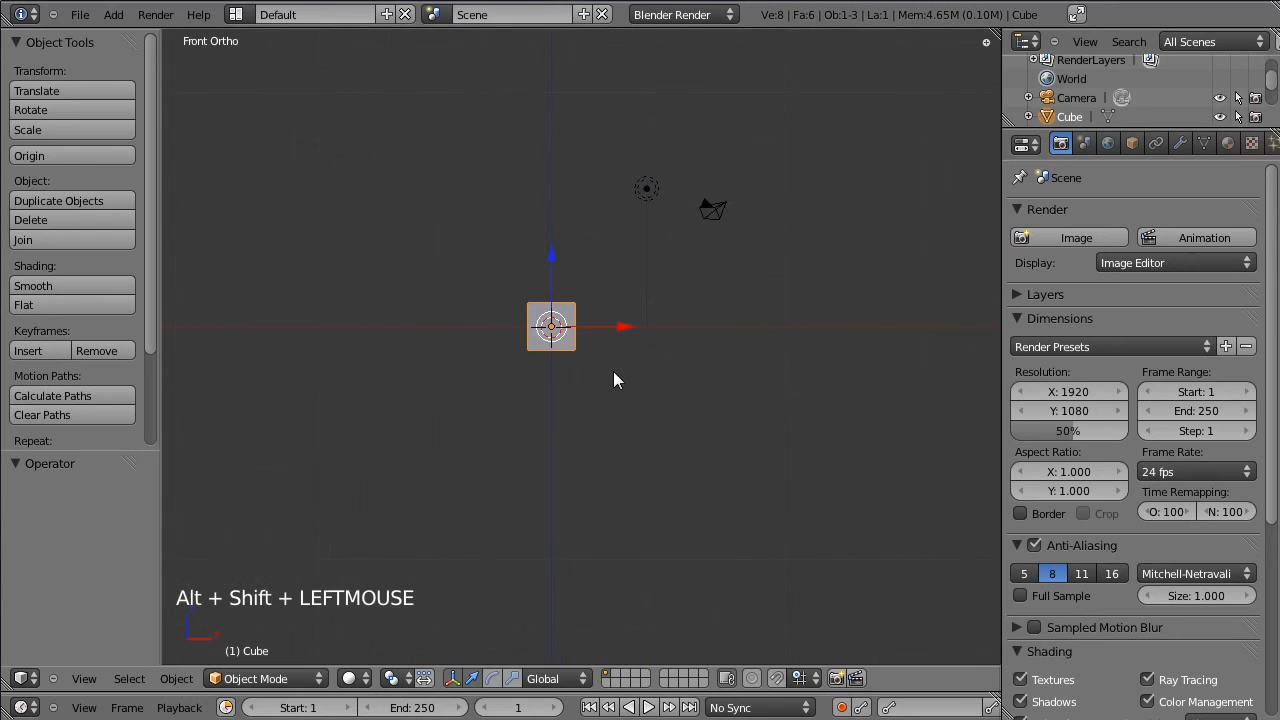 File Add Render Help Default Scene Blender Render Ve:8 | Fa:6 | Ob:1-3 | La:1 | Mem:4.65M (0.10M) | Cube
Object Tools
Transform:
Translate
Rotate
Scale
Origin
Object:
Duplicate Objects
Delete
Join
Shading:
Smooth
Flat
Keyframes:
Insert Remove
Motion Paths:
Calculate Paths
Clear Paths
Repeat:
Operator
Front Ortho
Alt + Shift + LEFTMOUSE
(1) Cube
View Select Object Object Mode Global
View Frame Playback Start: 1 End: 250 1 No Sync
View Search All Scenes
RenderLayers
World
Camera
Cube
Scene
Render
Image Animation
Display: Image Editor
Layers
Dimensions
Render Presets
Resolution: Frame Range:
X: 1920 Start: 1
Y: 1080 End: 250
50% Step: 1
Aspect Ratio: Frame Rate:
X: 1.000 24 fps
Y: 1.000 Time Remapping:
Border Crop O: 100 N: 100
Anti-Aliasing
5 8 11 16 Mitchell-Netravali
Full Sample Size: 1.000
Sampled Motion Blur
Shading
Textures Ray Tracing
Shadows Color Management